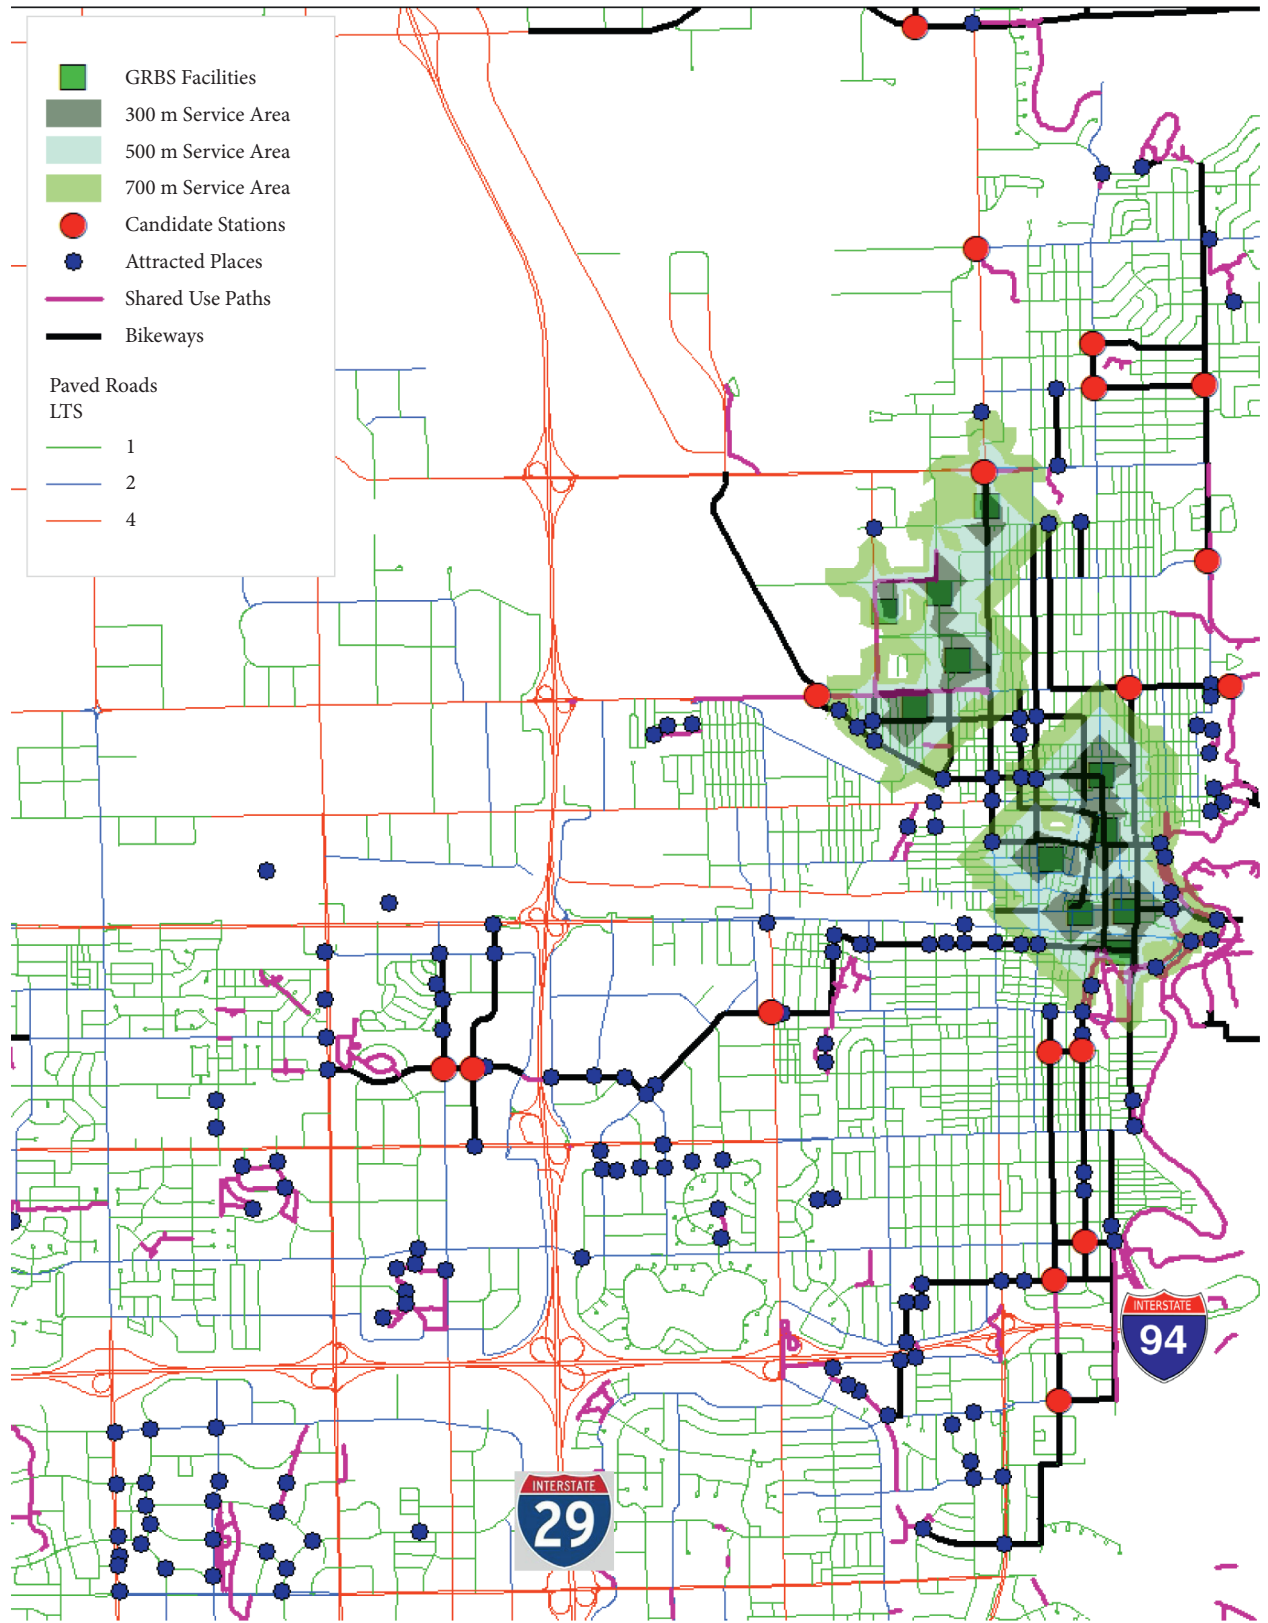 GRBS Facilities
300 m Service Area
500 m Service Area
700 m Service Area
Candidate Stations
Attracted Places
Shared Use Paths
Bikeways
Paved Roads
LTS
1
2
4
INTERSTATE
94
INTERSTATE
29